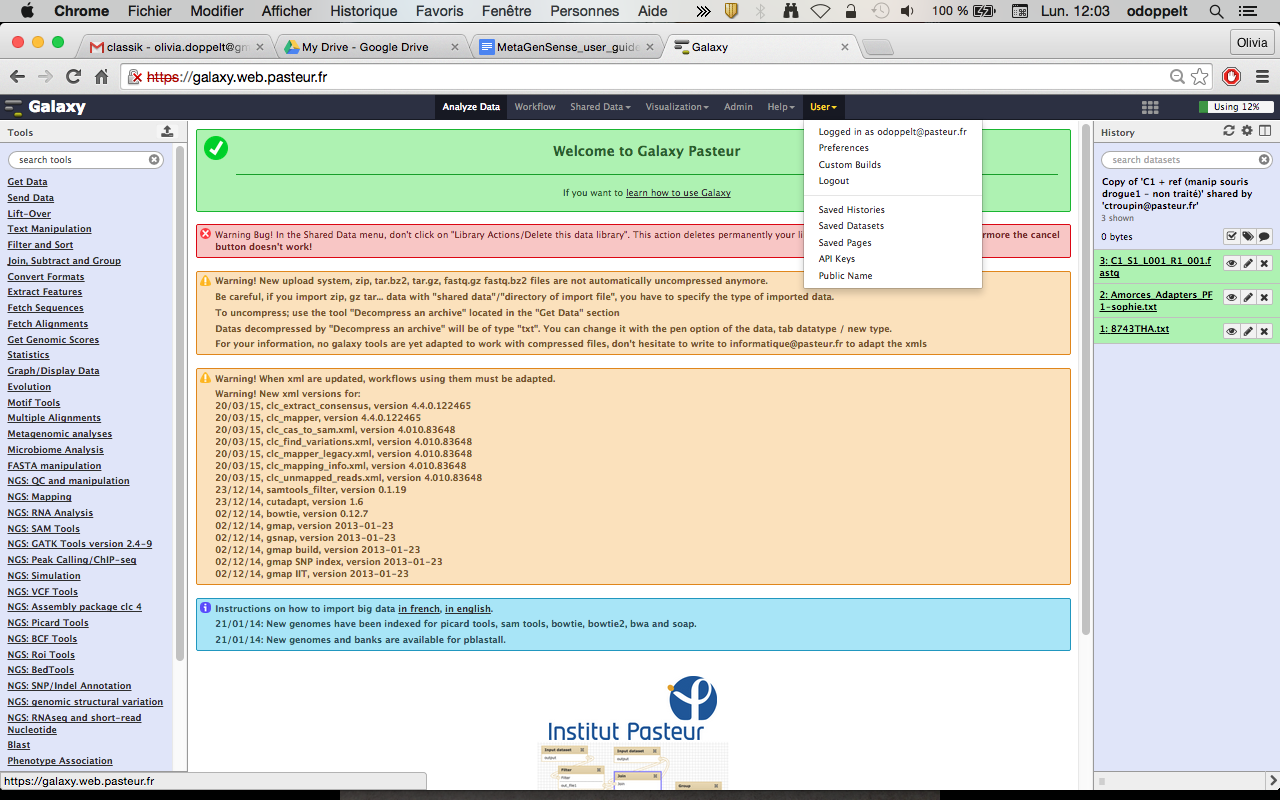 Chrome Fichier Modifier Afficher Historique Favoris Fenêtre Personnes Aide 100 % Lun. 12:03 odoppelt
classik - olivia.doppelt@gm
My Drive - Google Drive
MetaGenSense_user_guide
Galaxy
Olivia
https://galaxy.web.pasteur.fr
Galaxy
Analyze Data Workflow Shared Data Visualization Admin Help User
Using 12%
Tools
search tools
Get Data
Send Data
Lift-Over
Text Manipulation
Filter and Sort
Join, Subtract and Group
Convert Formats
Extract Features
Fetch Sequences
Fetch Alignments
Get Genomic Scores
Statistics
Graph/Display Data
Evolution
Motif Tools
Multiple Alignments
Metagenomic analyses
Microbiome Analysis
FASTA manipulation
NGS: QC and manipulation
NGS: Mapping
NGS: RNA Analysis
NGS: SAM Tools
NGS: GATK Tools version 2.4-9
NGS: Peak Calling/ChIP-seq
NGS: Simulation
NGS: VCF Tools
NGS: Assembly package clc 4
NGS: Picard Tools
NGS: BCF Tools
NGS: Roi Tools
NGS: BedTools
NGS: SNP/Indel Annotation
NGS: genomic structural variation
NGS: RNAseq and short-read
Nucleotide
Blast
Phenotype Association
https://galaxy.web.pasteur.fr
Welcome to Galaxy Pasteur
If you want to learn how to use Galaxy
Warning Bug! In the Shared Data menu, don't click on "Library Actions/Delete this data library". This action deletes permanently your li
rmore the cancel
button doesn't work!
Warning! New upload system, zip, tar.bz2, tar.gz, fastq.gz fastq.bz2 files are not automatically uncompressed anymore.
Be careful, if you import zip, gz tar... data with "shared data"/"directory of import file", you have to specify the type of imported data.
To uncompress; use the tool "Decompress an archive" located in the "Get Data" section
Datas decompressed by "Decompress an archive" will be of type "txt". You can change it with the pen option of the data, tab datatype / new type.
For your information, no galaxy tools are yet adapted to work with compressed files, don't hesitate to write to informatique@pasteur.fr to adapt the xmls
Warning! When xml are updated, workflows using them must be adapted.
Warning! New xml versions for:
20/03/15, clc_extract_consensus, version 4.4.0.122465
20/03/15, clc_mapper, version 4.4.0.122465
20/03/15, clc_cas_to_sam.xml, version 4.010.83648
20/03/15, clc_find_variations.xml, version 4.010.83648
20/03/15, clc_mapper_legacy.xml, version 4.010.83648
20/03/15, clc_mapping_info.xml, version 4.010.83648
20/03/15, clc_unmapped_reads.xml, version 4.010.83648
23/12/14, samtools_filter, version 0.1.19
23/12/14, cutadapt, version 1.6
02/12/14, bowtie, version 0.12.7
02/12/14, gmap, version 2013-01-23
02/12/14, gsnap, version 2013-01-23
02/12/14, gmap build, version 2013-01-23
02/12/14, gmap SNP index, version 2013-01-23
02/12/14, gmap IIT, version 2013-01-23
Instructions on how to import big data in french, in english.
21/01/14: New genomes have been indexed for picard tools, sam tools, bowtie, bowtie2, bwa and soap.
21/01/14: New genomes and banks are available for pblastall.
Institut Pasteur
Input dataset
output
Input dataset
output
Filter
Filter
out_file1
Join
Join
Group
Logged in as odoppelt@pasteur.fr
Preferences
Custom Builds
Logout
Saved Histories
Saved Datasets
Saved Pages
API Keys
Public Name
History
search datasets
Copy of 'C1 + ref (manip souris
drogue1 - non traité)' shared by
'ctroupin@pasteur.fr'
3 shown
0 bytes
3: C1_S1_L001_R1_001.f
astq
2: Amorces_Adapters_PF
1-sophie.txt
1: 8743THA.txt